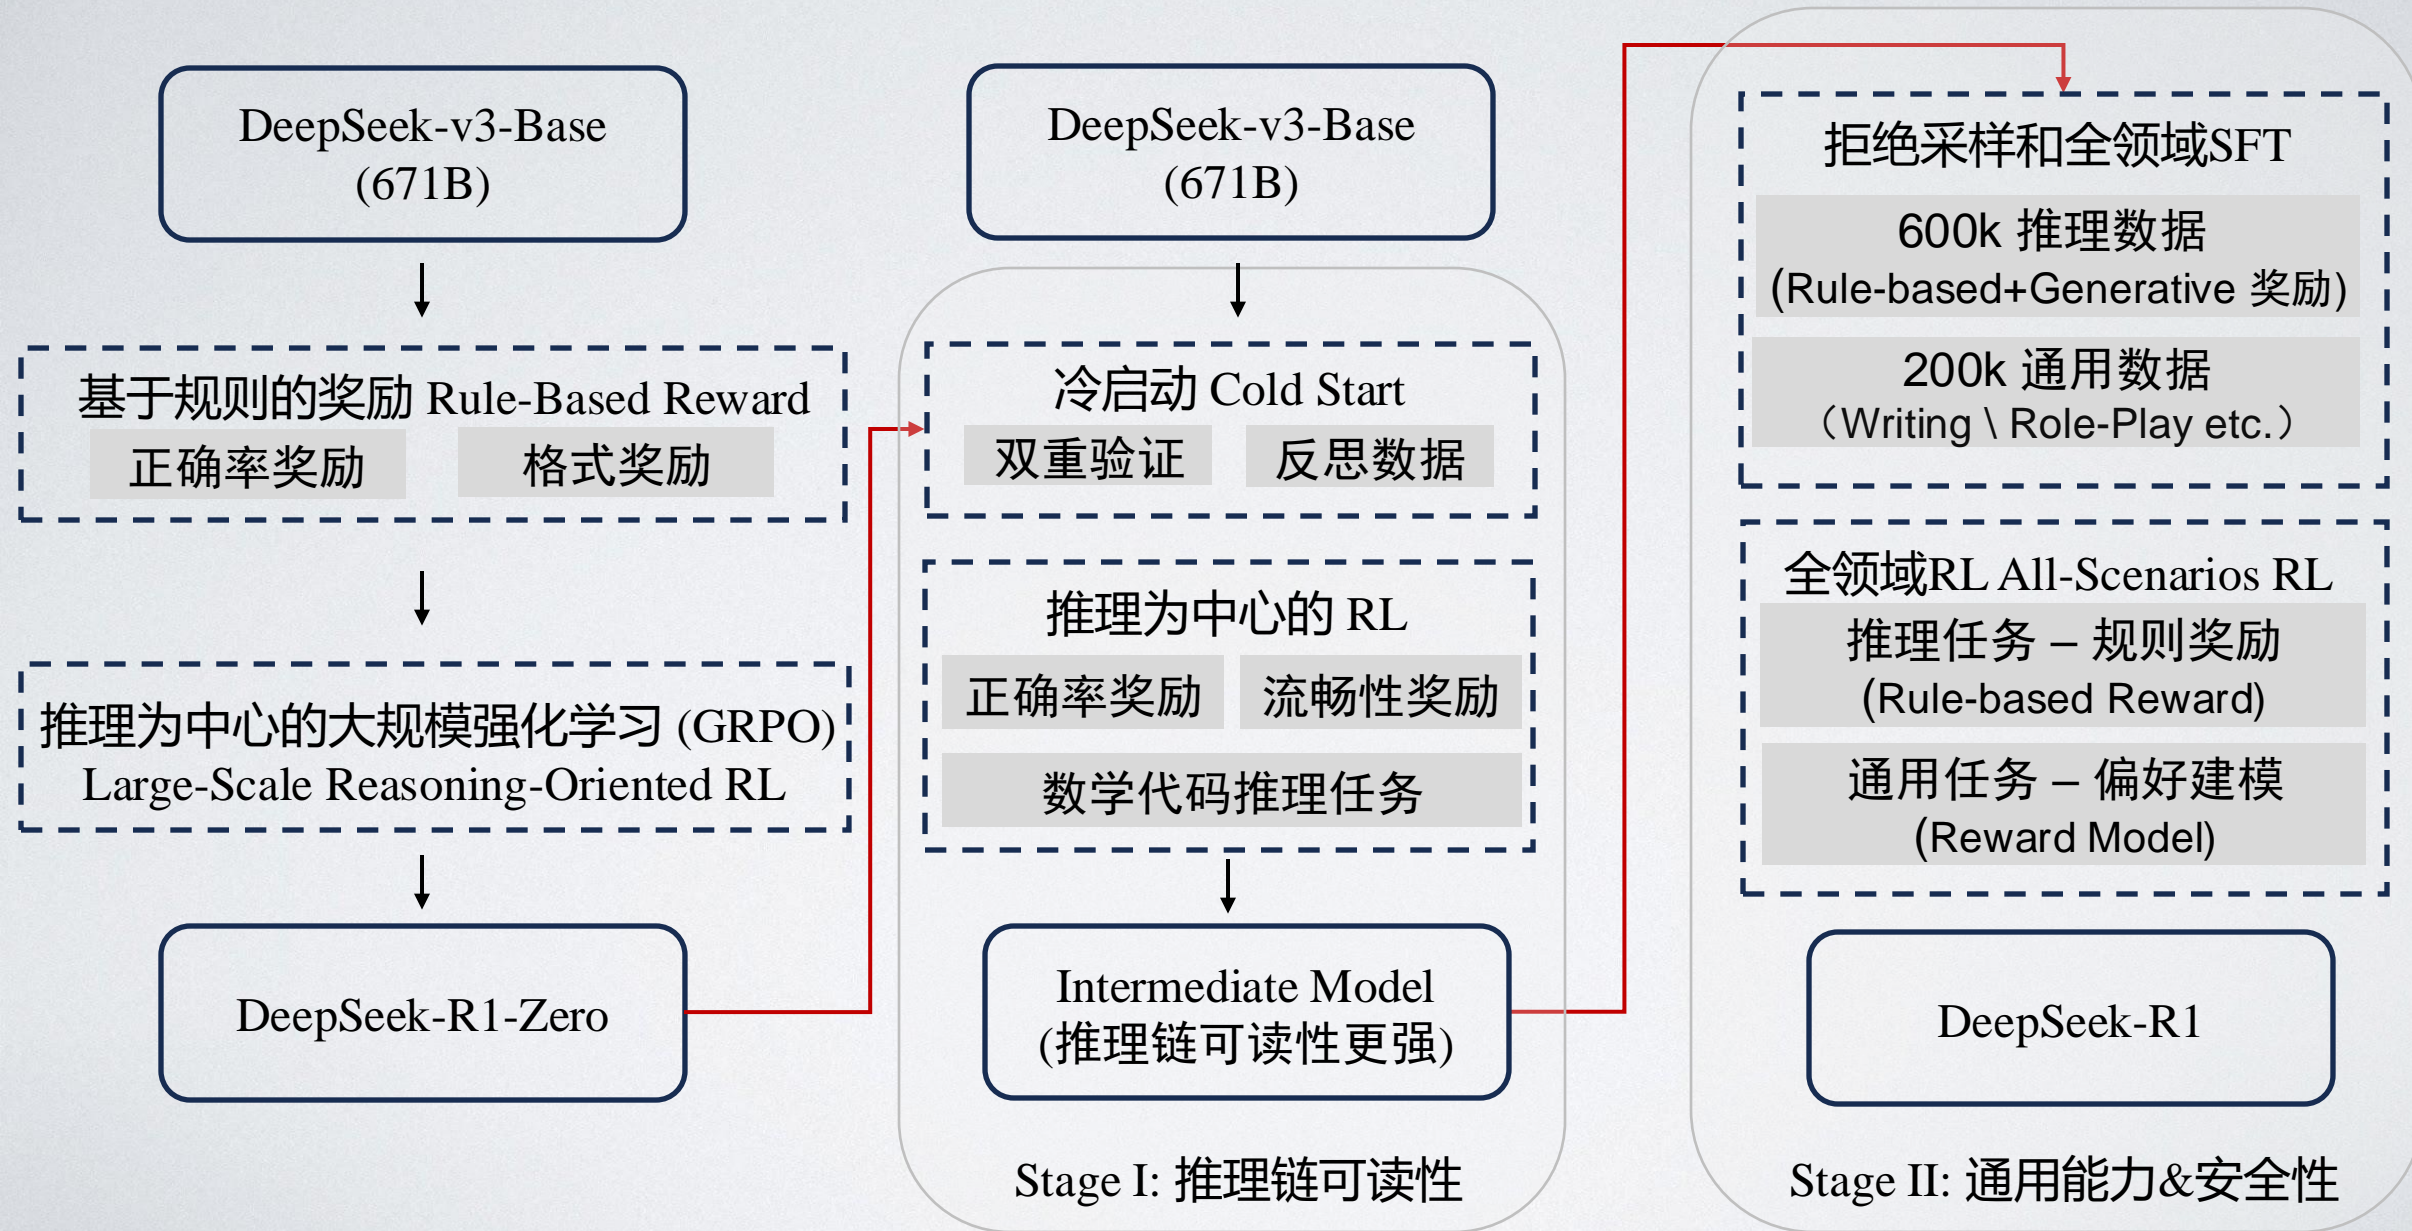 DeepSeek-v3-Base
(671B)
基于规则的奖励 Rule-Based Reward
正确率奖励
格式奖励
推理为中心的大规模强化学习 (GRPO)
Large-Scale Reasoning-Oriented RL
DeepSeek-R1-Zero
DeepSeek-v3-Base
(671B)
冷启动 Cold Start
双重验证
反思数据
推理为中心的 RL
正确率奖励
流畅性奖励
数学代码推理任务
Intermediate Model
(推理链可读性更强)
Stage I: 推理链可读性
拒绝采样和全领域SFT
600k 推理数据
(Rule-based+Generative 奖励)
200k 通用数据
（Writing \ Role-Play etc.）
全领域RL All-Scenarios RL
推理任务 – 规则奖励
(Rule-based Reward)
通用任务 – 偏好建模
(Reward Model)
DeepSeek-R1
Stage II: 通用能力&安全性